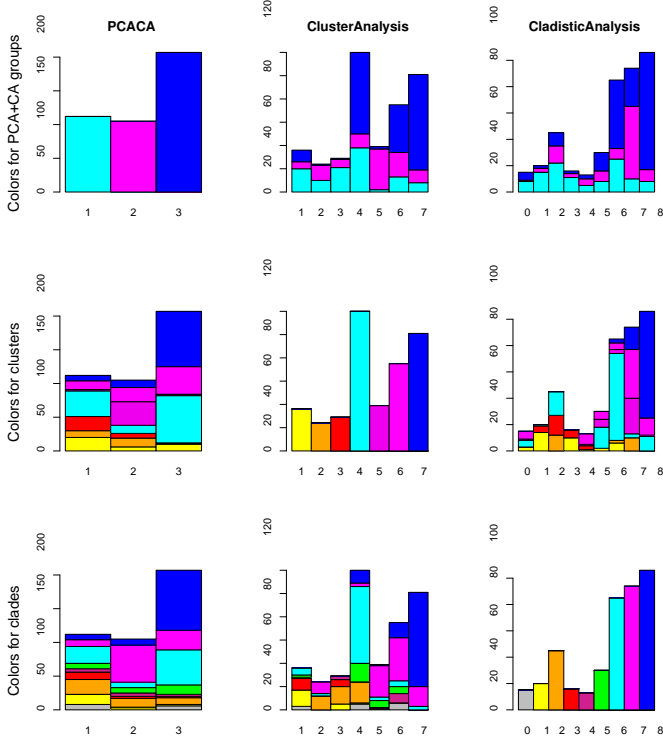 PCACA
ClusterAnalysis
CladisticAnalysis
Colors for PCA+CA groups
0 50 100 150 200
1 2 3
0 20 40 60 80 120
1 2 3 4 5 6 7
0 20 40 60 80 100
0 1 2 3 4 5 6 7 8
Colors for clusters
0 50 100 150 200
1 2 3
0 20 40 60 80 120
1 2 3 4 5 6 7
0 20 40 60 80 100
0 1 2 3 4 5 6 7 8
Colors for clades
0 50 100 150 200
1 2 3
0 20 40 60 80 120
1 2 3 4 5 6 7
0 20 40 60 80 100
0 1 2 3 4 5 6 7 8